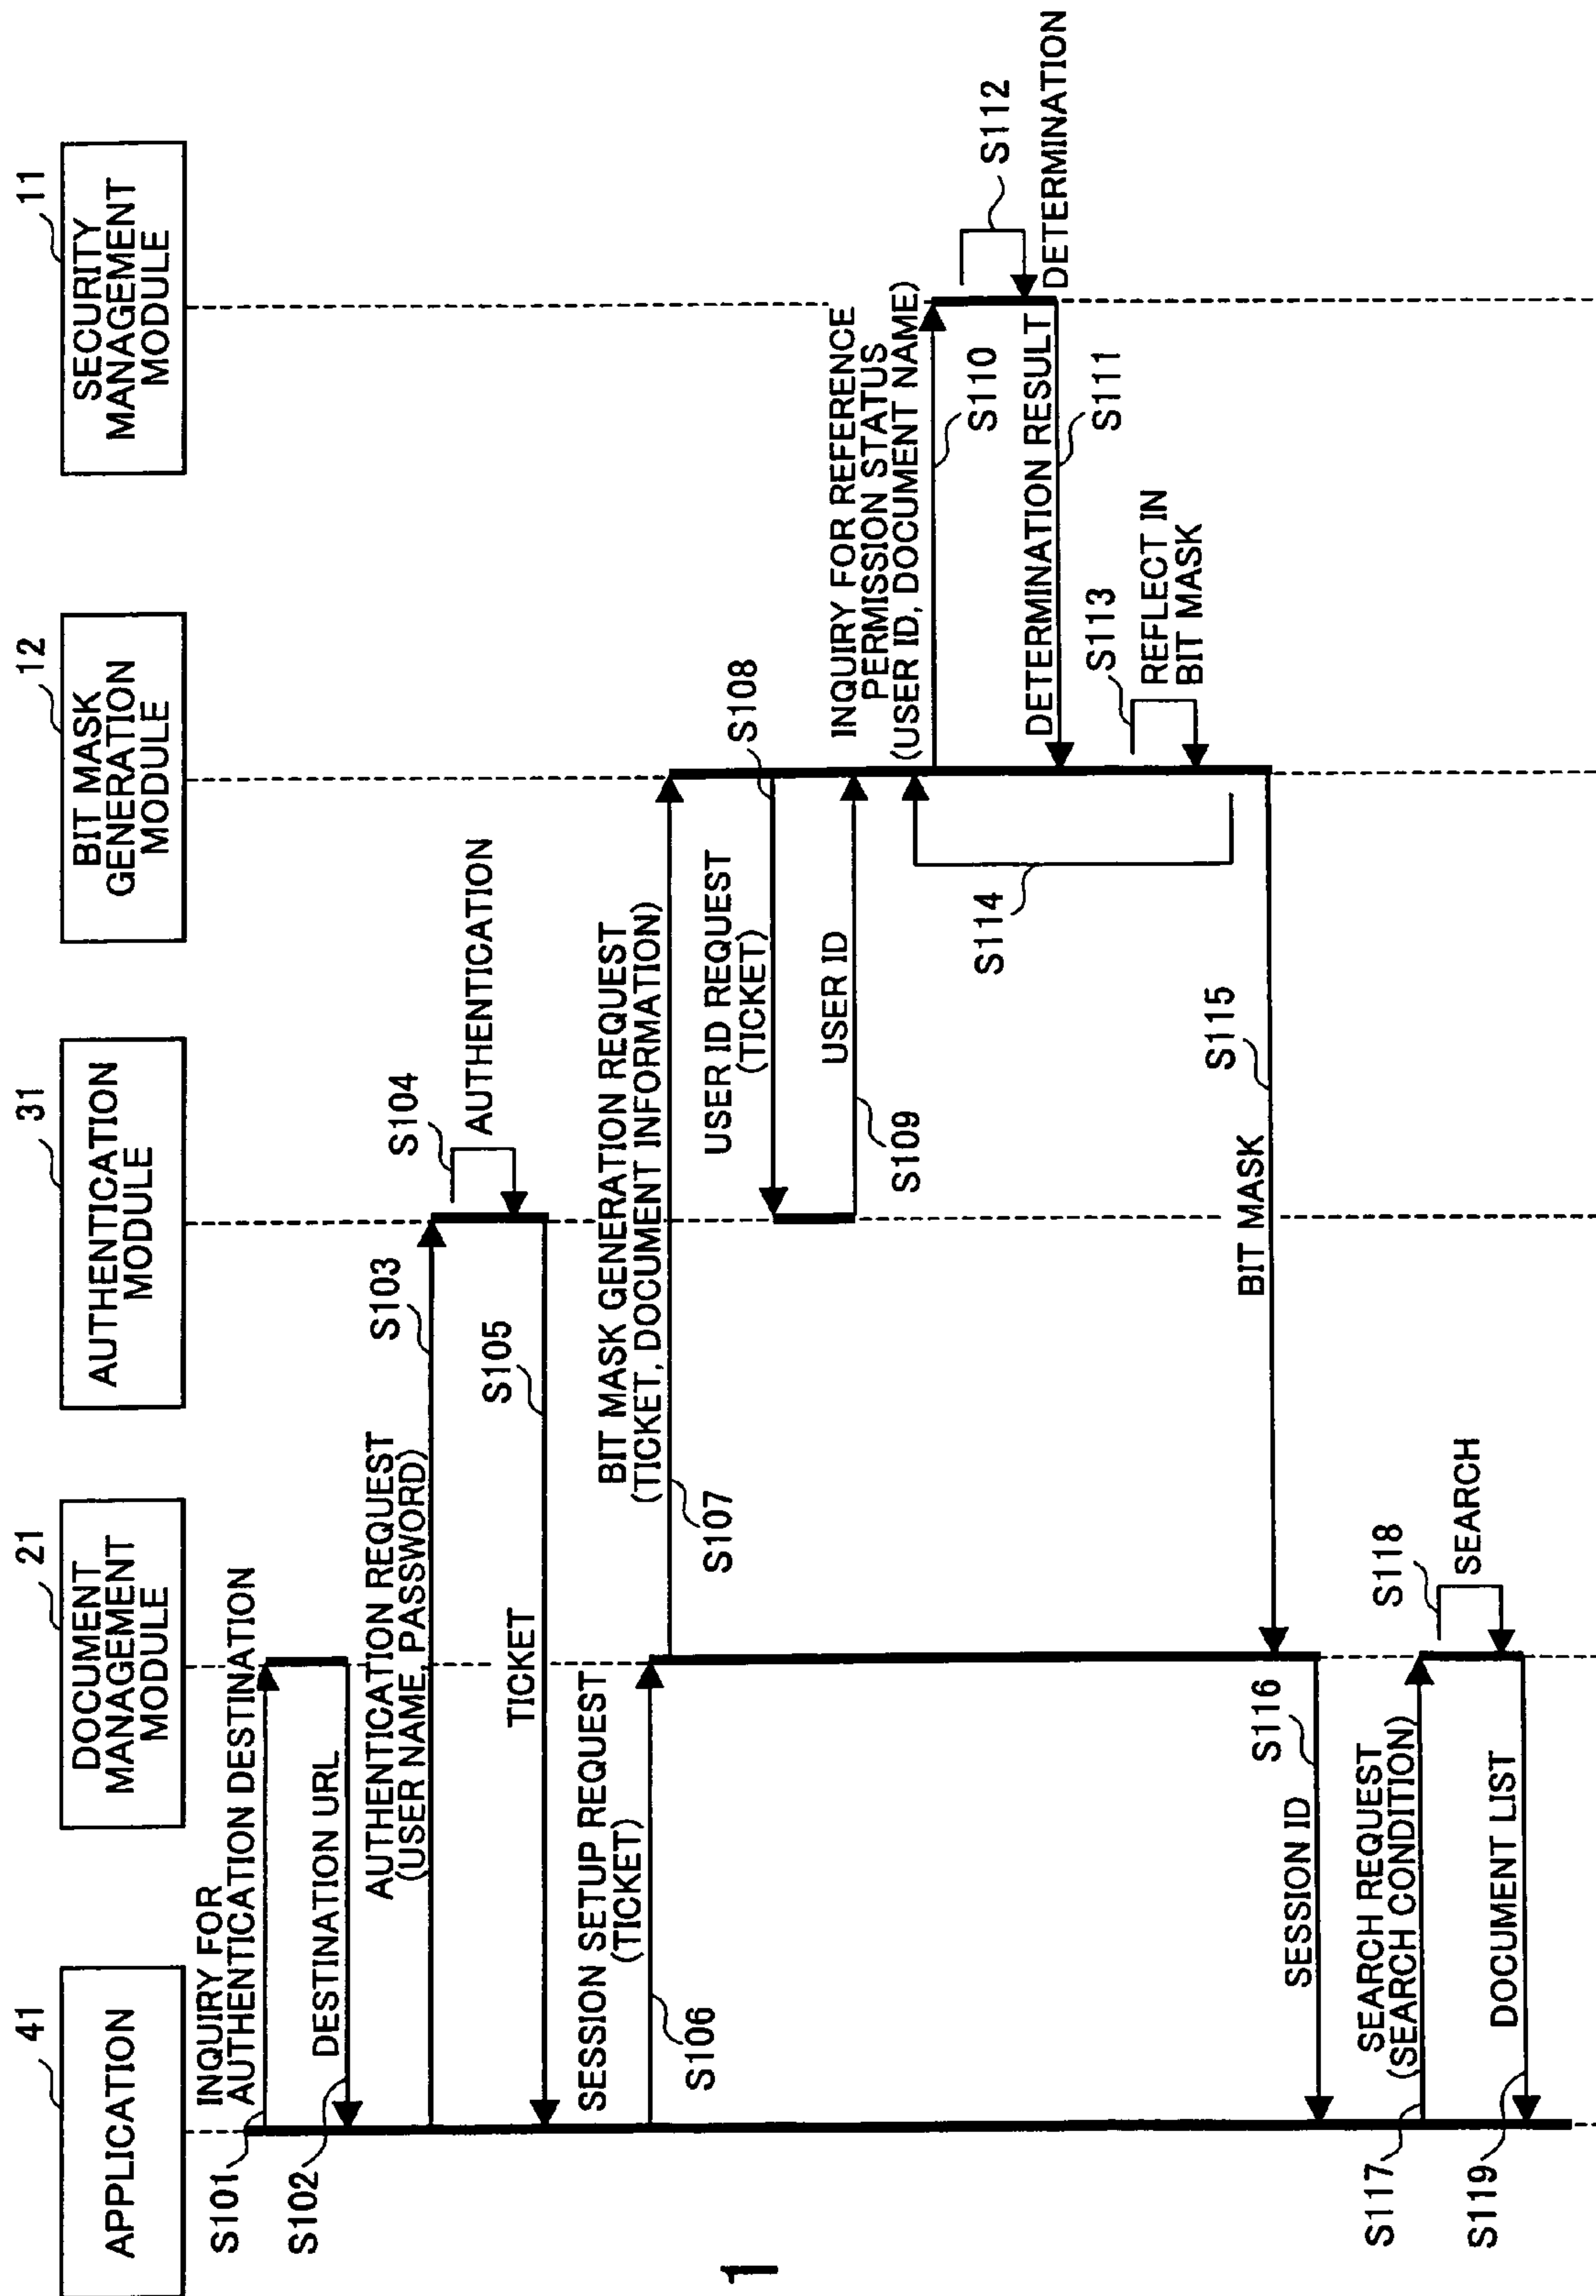 41
APPLICATION
21
DOCUMENT
MANAGEMENT
MODULE
31
AUTHENTICATION
MODULE
12
BIT MASK
GENERATION
MODULE
11
SECURITY
MANAGEMENT
MODULE
S101
INQUIRY FOR
AUTHENTICATION DESTINATION
S102
DESTINATION URL
AUTHENTICATION REQUEST
(USER NAME, PASSWORD)
S103
S104
AUTHENTICATION
TICKET
S105
SESSION SETUP REQUEST
(TICKET)
S106
BIT MASK GENERATION REQUEST
(TICKET, DOCUMENT INFORMATION)
S107
USER ID REQUEST
(TICKET)
S108
USER ID
S109
INQUIRY FOR REFERENCE
PERMISSION STATUS
(USER ID, DOCUMENT NAME)
S110
S112
DETERMINATION
DETERMINATION RESULT
S111
S113
REFLECT IN
BIT MASK
S114
BIT MASK
S115
SESSION ID
S116
S117
SEARCH REQUEST
(SEARCH CONDITION)
S118
SEARCH
S119
DOCUMENT LIST
1